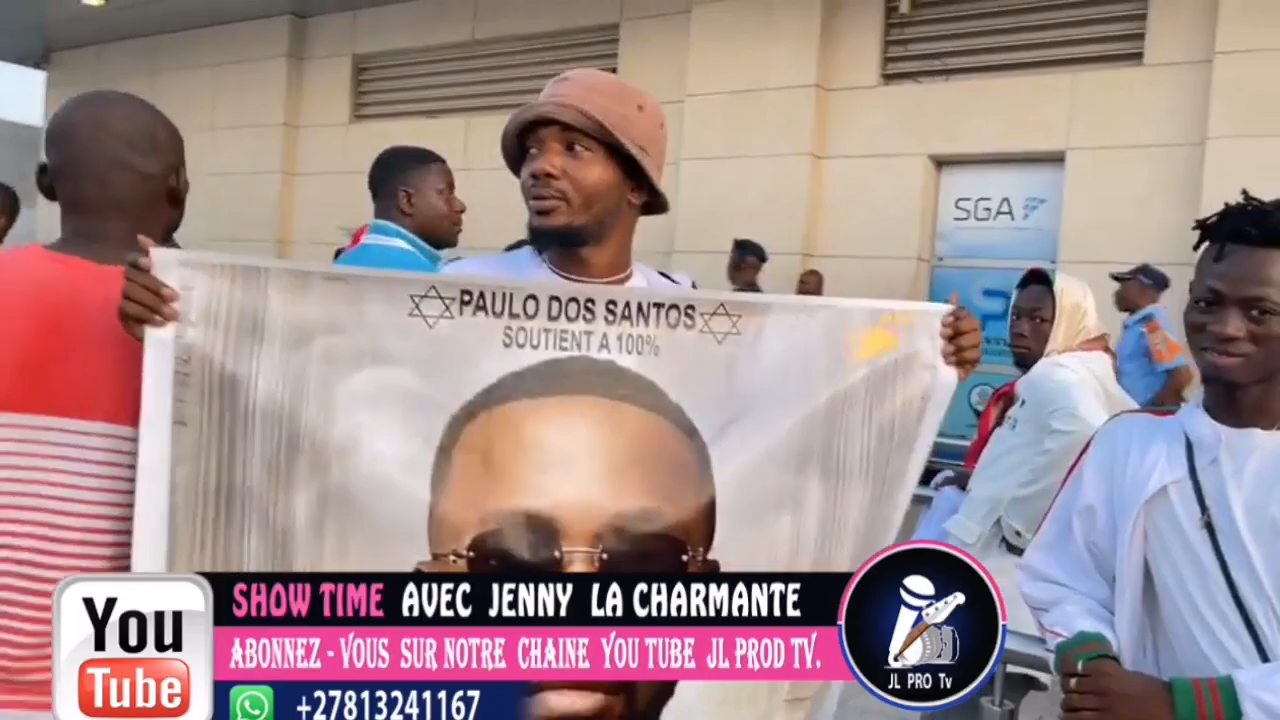 SGA
PAULO DOS SANTOS
SOUTIENT A 100%
You
Tube
SHOW TIME AVEC JENNY LA CHARMANTE
ABONNEZ - VOUS SUR NOTRE CHAINE YOU TUBE JL PROD TV.
JL PRO Tv
+27813241167